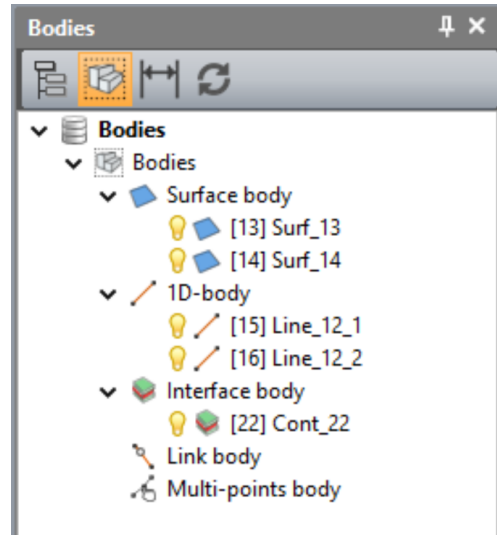 Bodies
Bodies
Bodies
Surface body
[13] Surf_13
[14] Surf_14
1D-body
[15] Line_12_1
[16] Line_12_2
Interface body
[22] Cont_22
Link body
Multi-points body